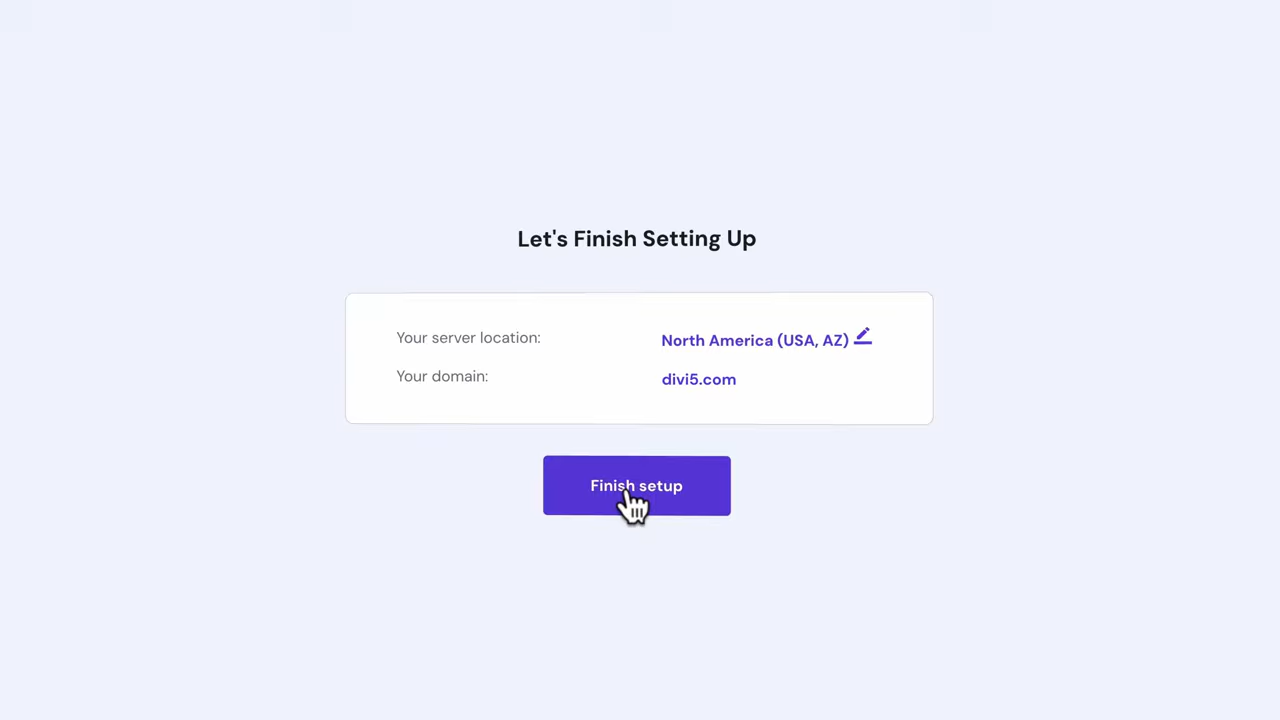 Let's Finish Setting Up
Your server location:
North America (USA, AZ)
Your domain:
divi5.com
Finish setup